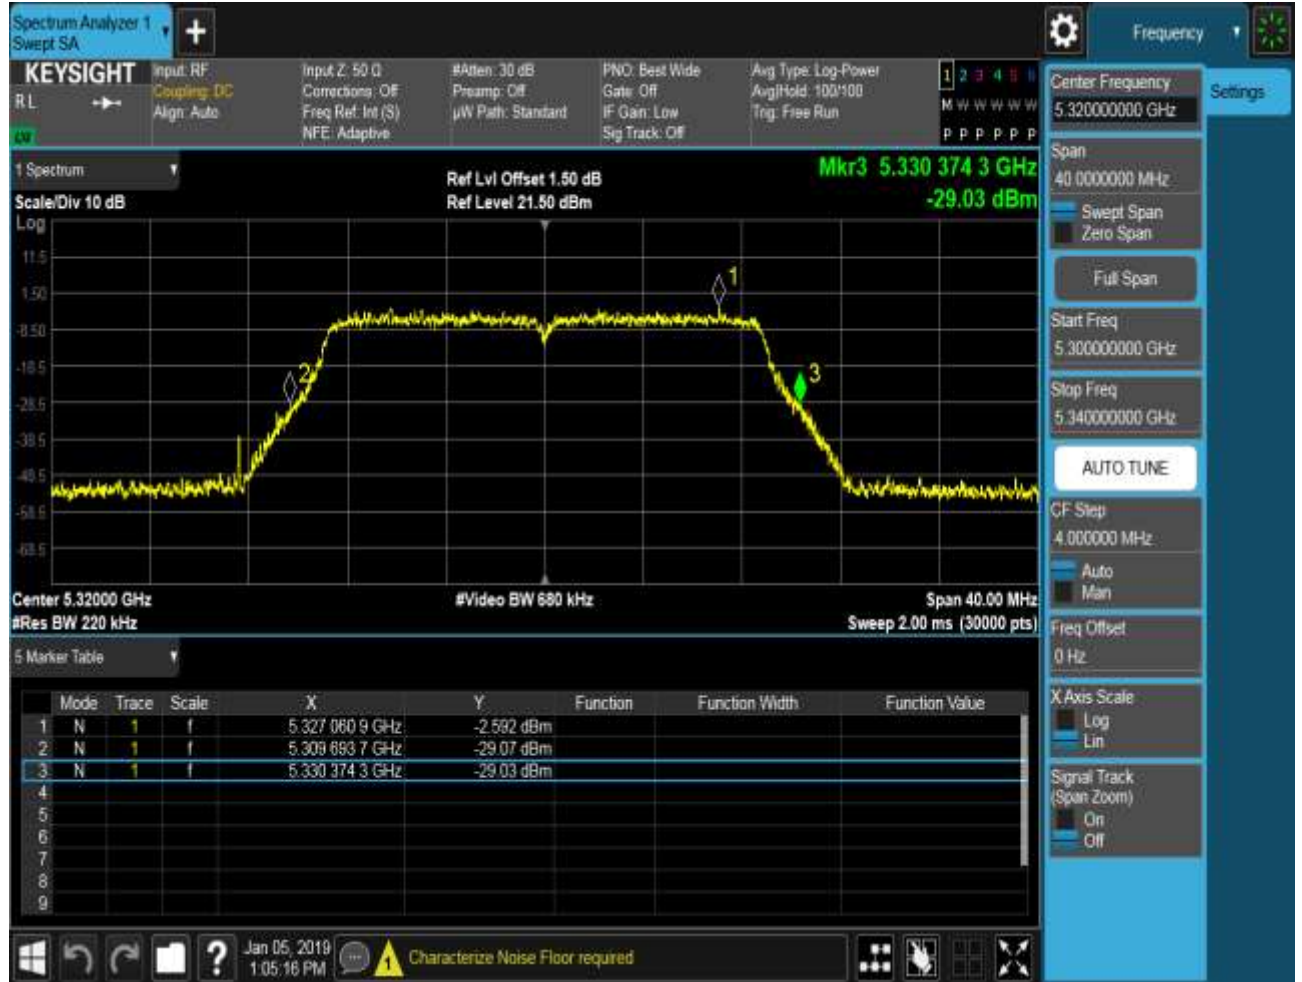 Spectrum Analyzer 1
Swept SA
Frequency
KEYSIGHT
RL
Input: RF
Coupling: DC
Align: Auto
Input Z: 50 Ω
Corrections: Off
Freq Ref: Int (S)
NFE: Adaptive
#Atten: 30 dB
Preamp: Off
µW Path: Standard
PNO: Best Wide
Gate: Off
IF Gain: Low
Sig Track: Off
Avg Type: Log-Power
Avg|Hold: 100/100
Trig: Free Run
1 2 3 4 5 6
M W W W W W
P P P P P P
1 Spectrum
Scale/Div 10 dB
Ref Lvl Offset 1.50 dB
Ref Level 21.50 dBm
Mkr3 5.330 374 3 GHz
-29.03 dBm
Log
11.5
1.50
-8.50
-18.5
-28.5
-38.5
-48.5
-58.5
-68.5
1
2
3
Center 5.32000 GHz
#Video BW 680 kHz
Span 40.00 MHz
#Res BW 220 kHz
Sweep 2.00 ms (30000 pts)
5 Marker Table
Mode Trace Scale X Y Function Function Width Function Value
1 N 1 f 5.327 060 9 GHz -2.592 dBm
2 N 1 f 5.309 693 7 GHz -29.07 dBm
3 N 1 f 5.330 374 3 GHz -29.03 dBm
4
5
6
7
8
9
Jan 05, 2019
1:05:16 PM
?
1
Characterize Noise Floor required
Settings
Center Frequency
5.320000000 GHz
Span
40.0000000 MHz
Swept Span
Zero Span
Full Span
Start Freq
5.300000000 GHz
Stop Freq
5.340000000 GHz
AUTO TUNE
CF Step
4.000000 MHz
Auto
Man
Freq Offset
0 Hz
X Axis Scale
Log
Lin
Signal Track
(Span Zoom)
On
Off